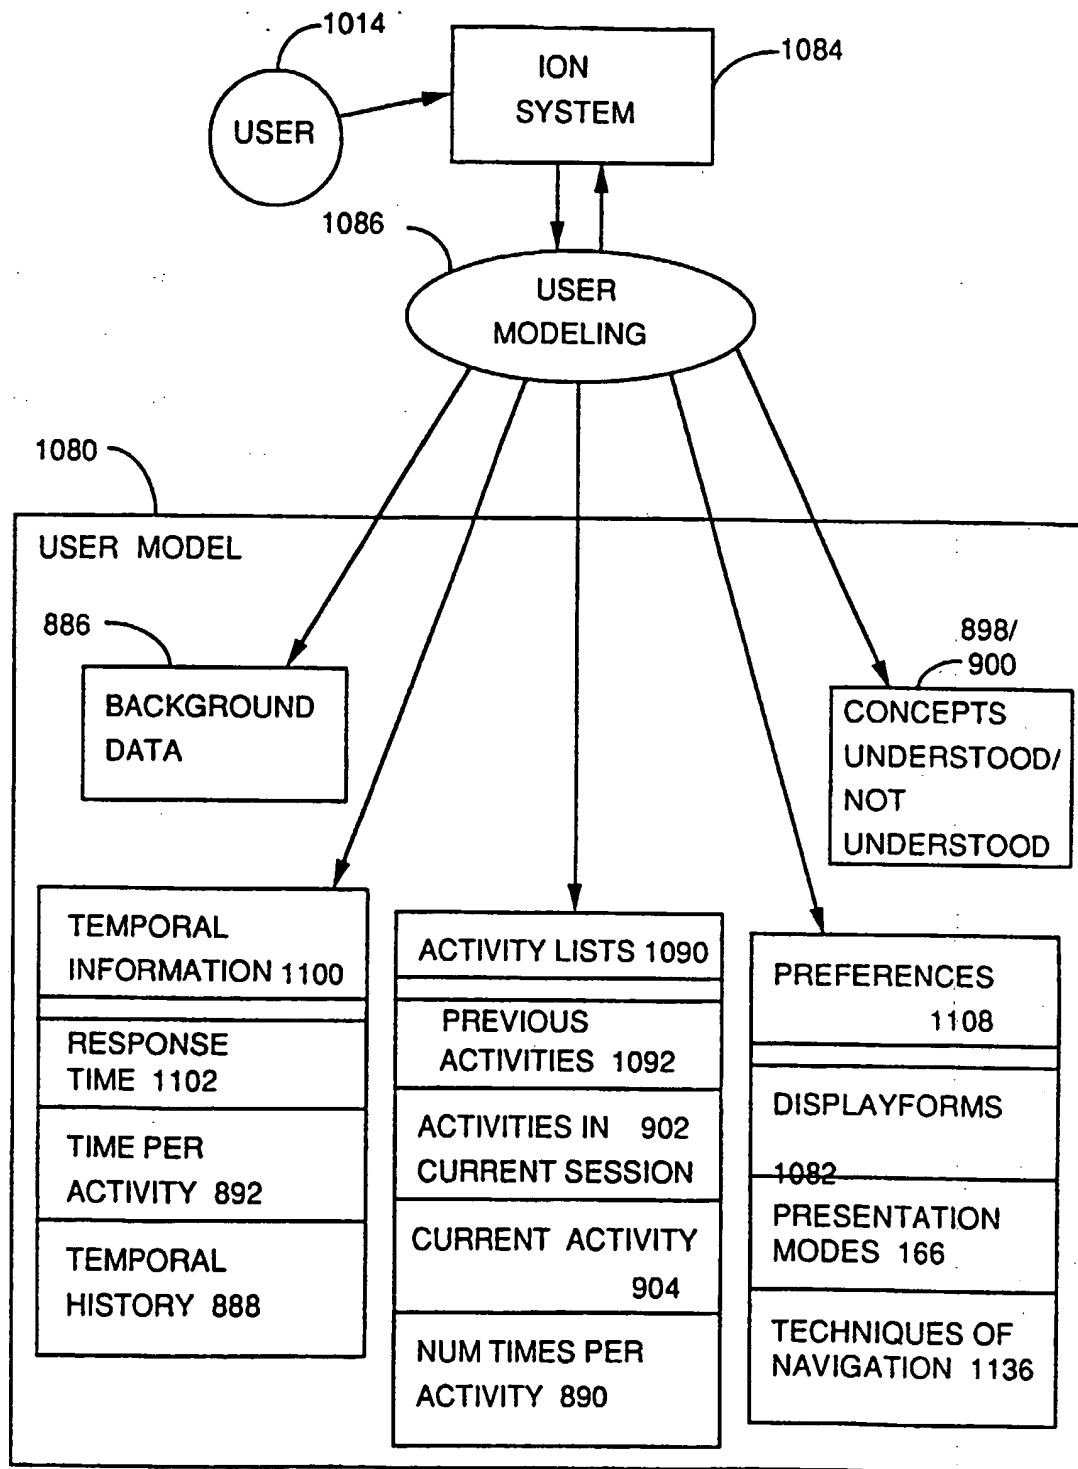 1014
ION
SYSTEM
1084
USER
1086
USER
MODELING
1080
USER MODEL
886
BACKGROUND
DATA
898/
900
CONCEPTS
UNDERSTOOD/
NOT
UNDERSTOOD
TEMPORAL
INFORMATION 1100
RESPONSE
TIME 1102
TIME PER
ACTIVITY 892
TEMPORAL
HISTORY 888
ACTIVITY LISTS 1090
PREVIOUS
ACTIVITIES 1092
ACTIVITIES IN 902
CURRENT SESSION
CURRENT ACTIVITY
904
NUM TIMES PER
ACTIVITY 890
PREFERENCES
1108
DISPLAYFORMS
1082
PRESENTATION
MODES 166
TECHNIQUES OF
NAVIGATION 1136